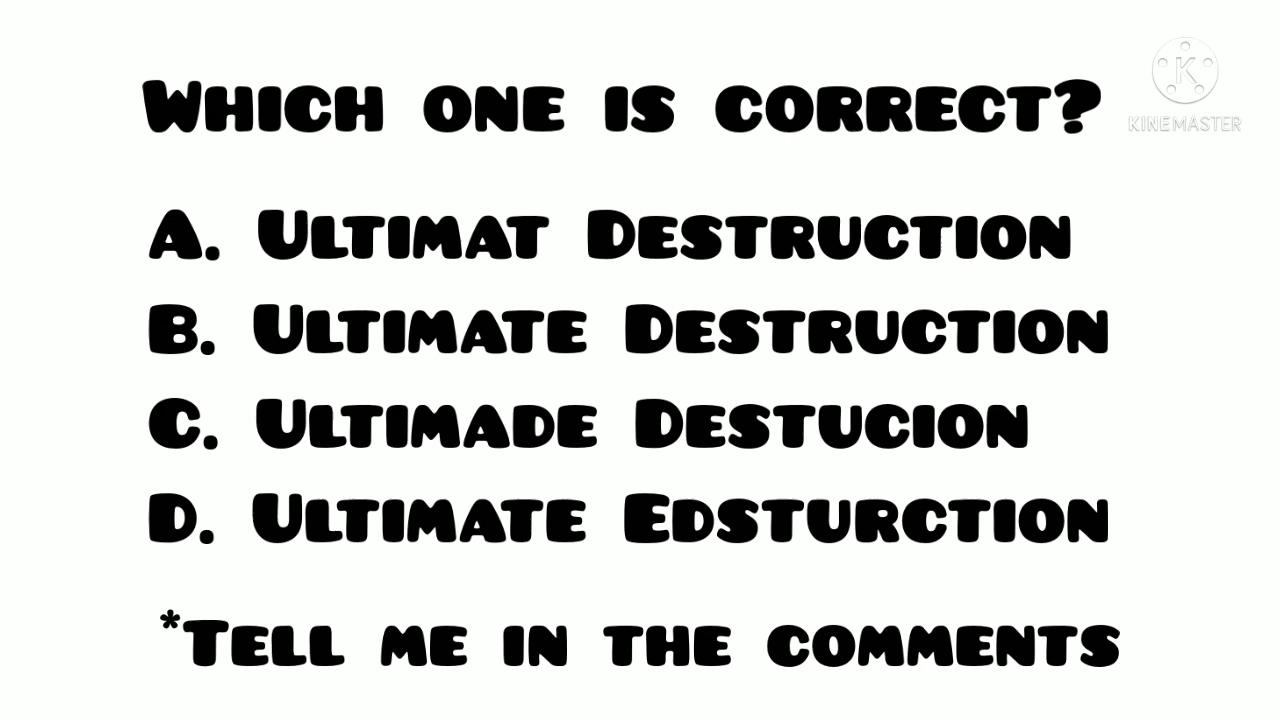 Which one is correct?
KINEMASTER
A. Ultimat Destruction
B. Ultimate Destruction
C. Ultimade Destucion
D. Ultimate Edsturction
*Tell me in the comments